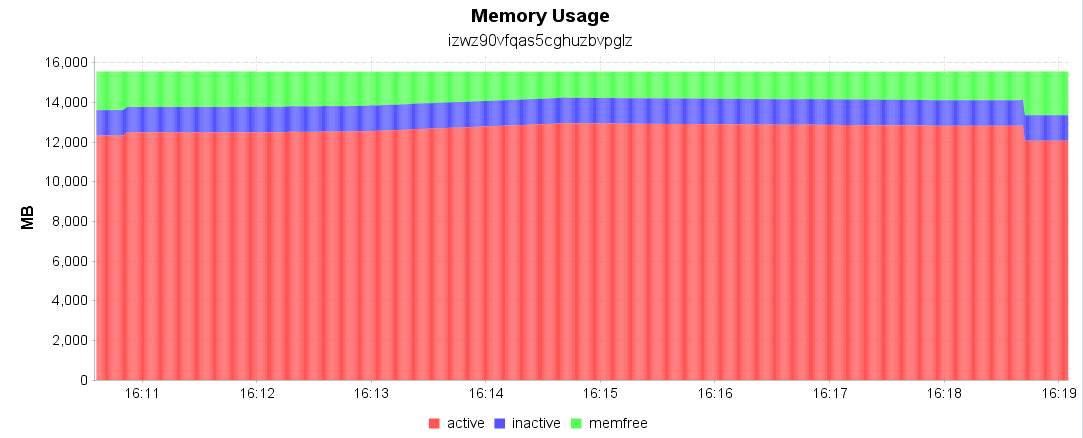 Memory Usage
izwz90vfqas5cghuzbvpglz
16,000
14,000
12,000
10,000
8,000
6,000
4,000
2,000
0
MB
16:11 16:12 16:13 16:14 16:15 16:16 16:17 16:18 16:19
active inactive memfree